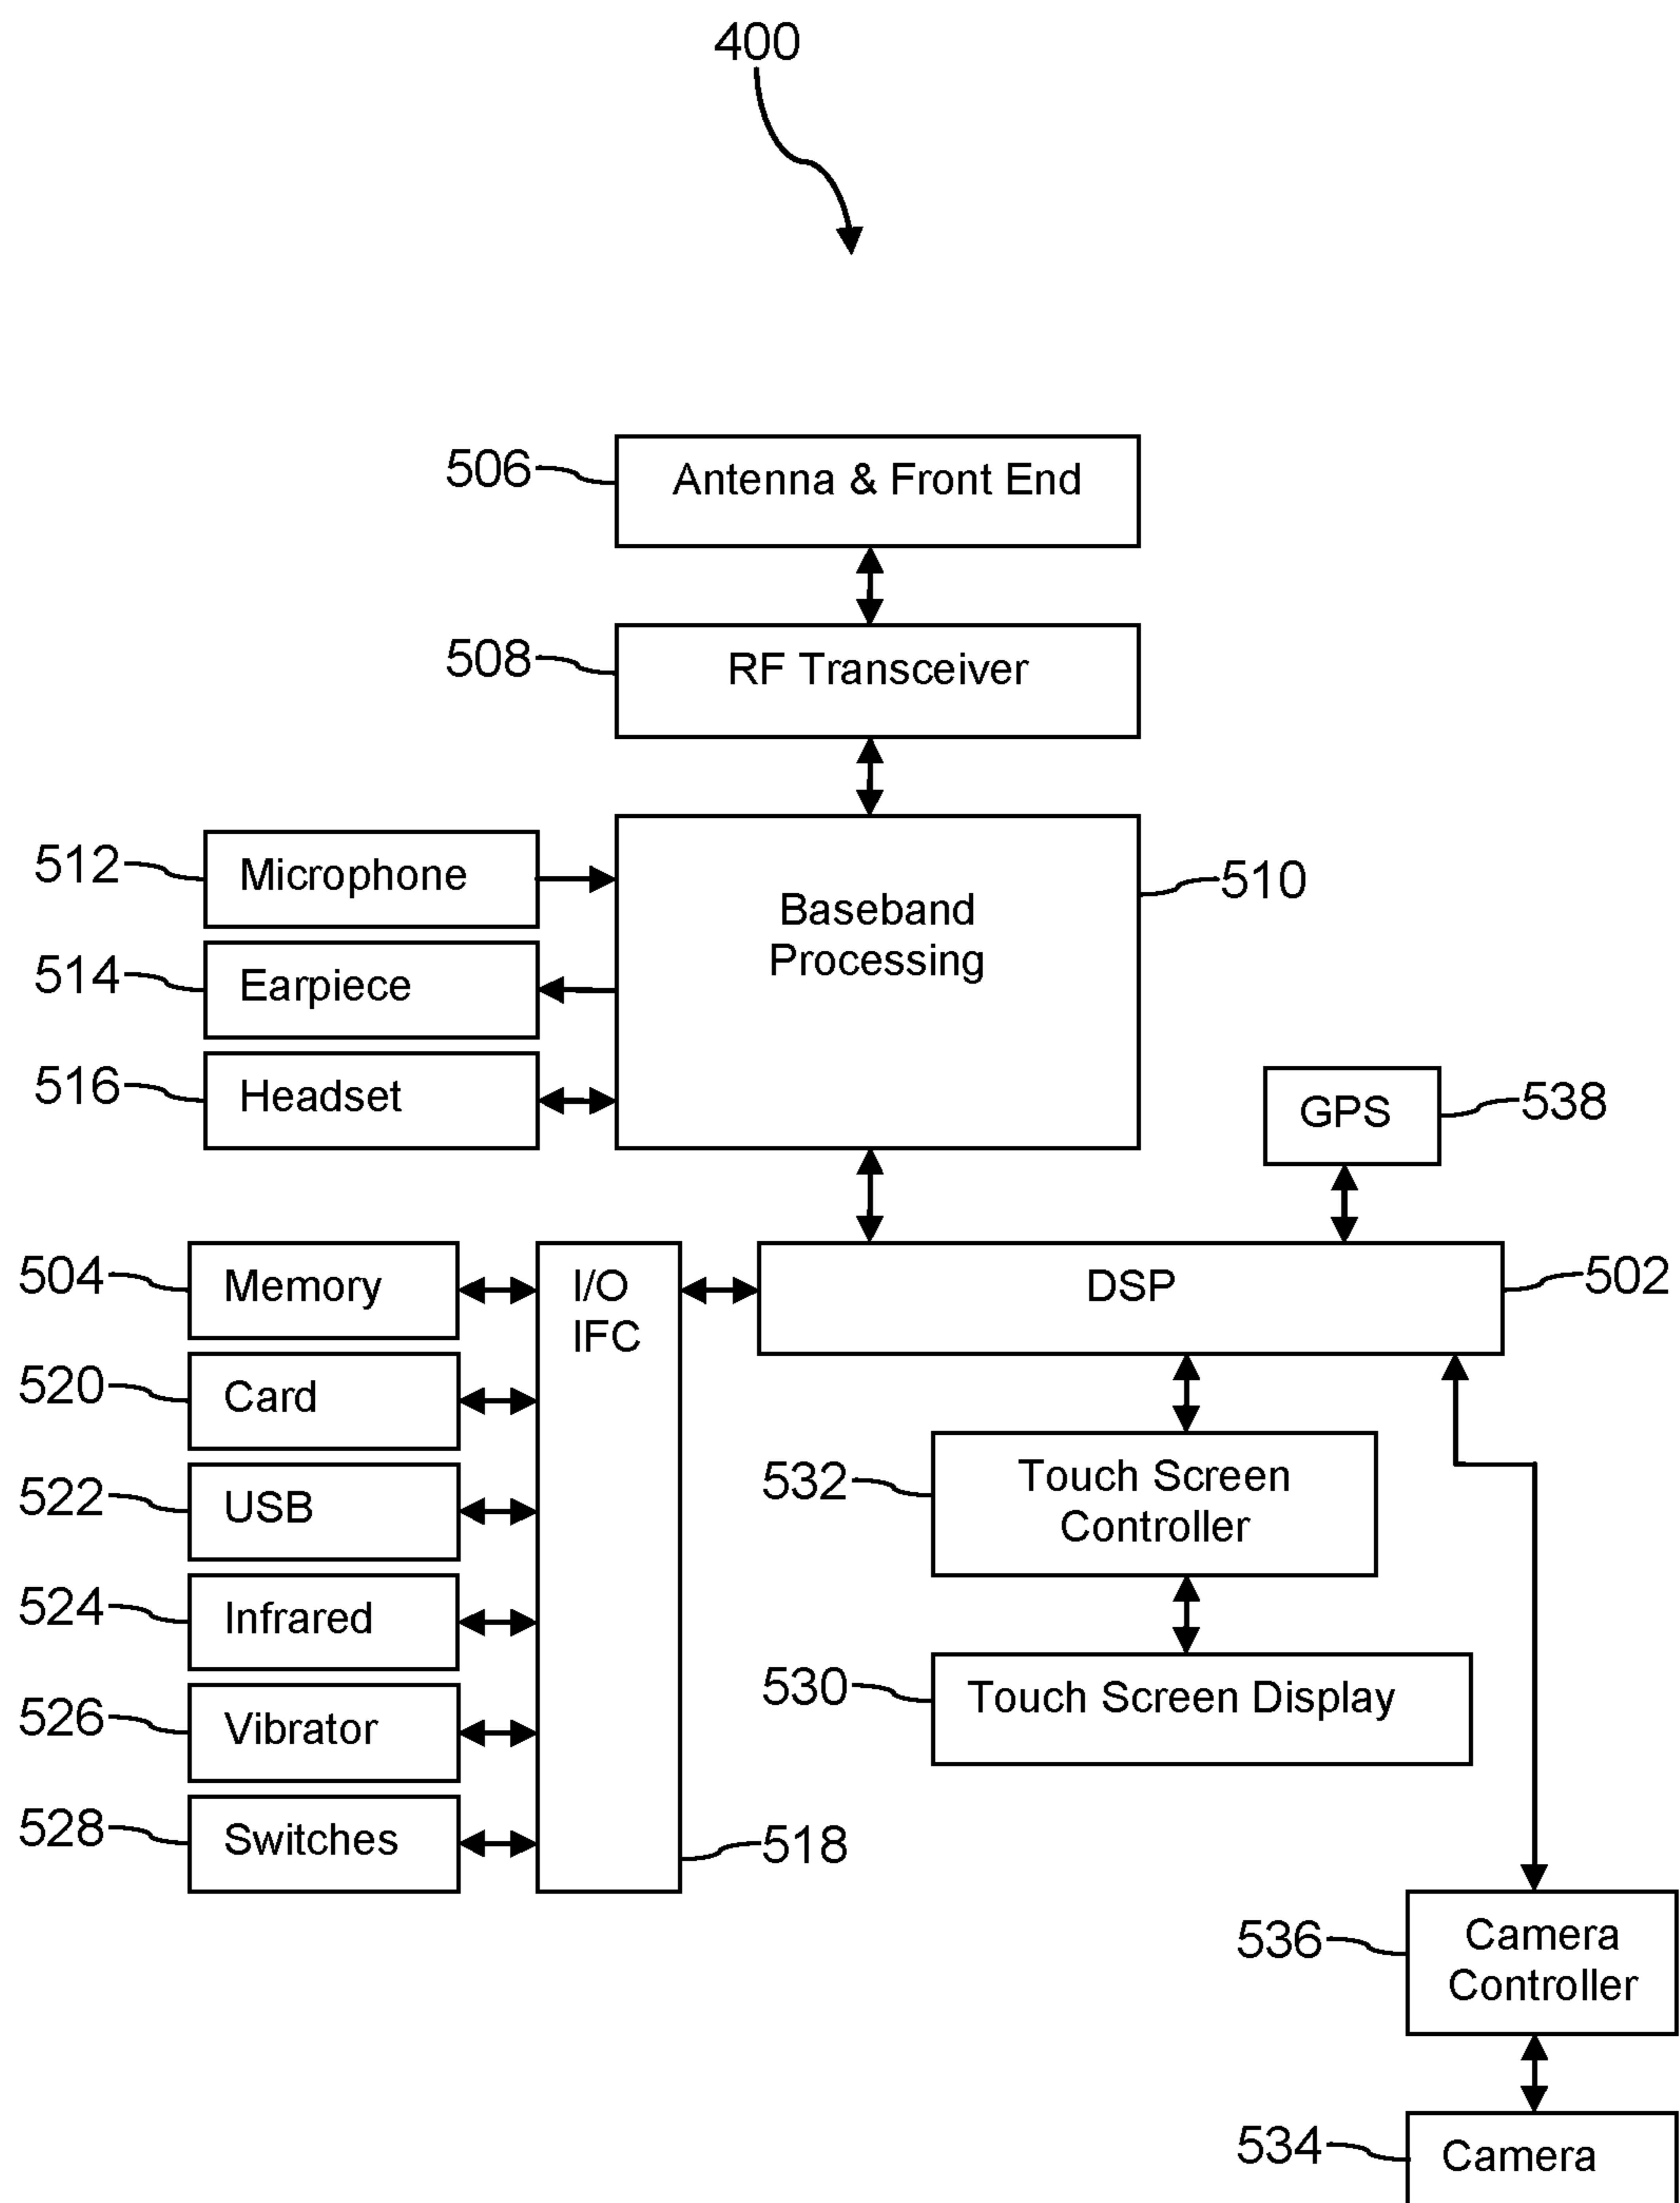 400
506
Antenna & Front End
508
RF Transceiver
512
Microphone
Baseband
Processing
510
514
Earpiece
516
Headset
GPS
538
504
Memory
I/O
IFC
DSP
502
520
Card
522
USB
532
Touch Screen
Controller
524
Infrared
530
Touch Screen Display
526
Vibrator
528
Switches
518
536
Camera
Controller
534
Camera